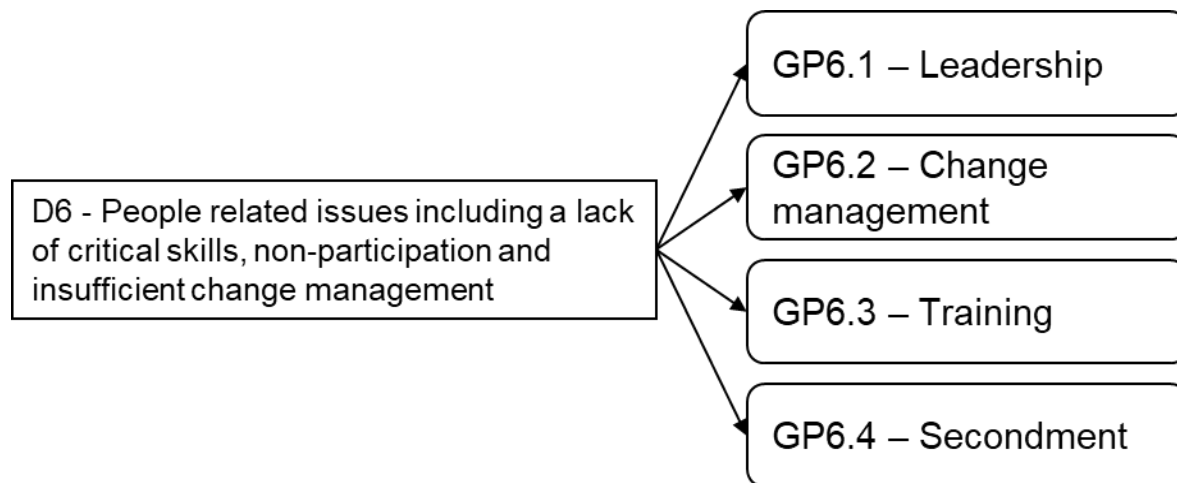 D6 - People related issues including a lack
of critical skills, non-participation and
insufficient change management
GP6.1 – Leadership
GP6.2 – Change
management
GP6.3 – Training
GP6.4 – Secondment